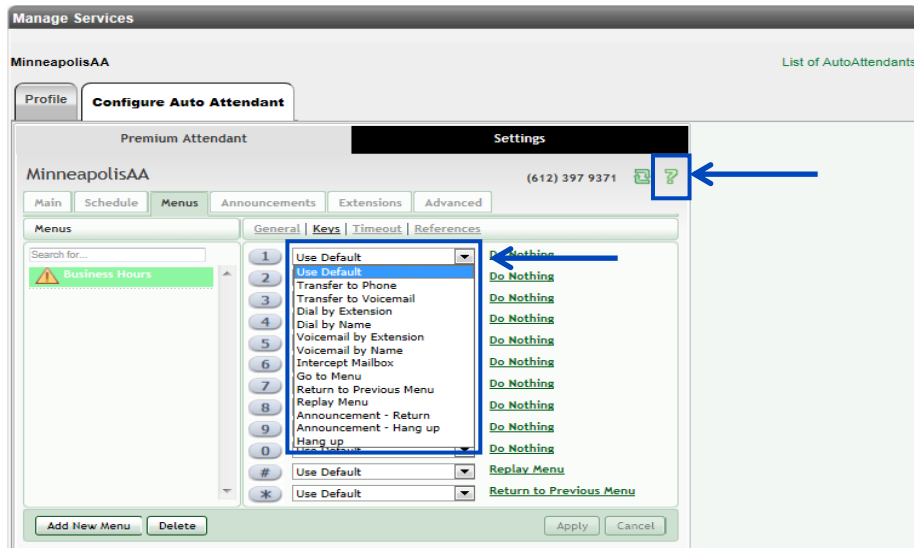 Manage Services
MinneapolisAA
List of AutoAttendants
Profile
Configure Auto Attendant
Premium Attendant
Settings
MinneapolisAA
(612) 397 9371
?
Main
Schedule
Menus
Announcements
Extensions
Advanced
Menus
General | Keys | Timeout | References
Search for...
Business Hours
1 Use Default Do Nothing
Use Default
2 Do Nothing
Transfer to Phone
Transfer to Voicemail
3 Do Nothing
Dial by Extension
4 Dial by Name Do Nothing
Voicemail by Extension
5 Do Nothing
Voicemail by Name
6 Intercept Mailbox Do Nothing
Go to Menu
7 Return to Previous Menu Do Nothing
Replay Menu
8 Announcement - Return Do Nothing
9 Announcement - Hang up Do Nothing
Hang up
0 Use Default Do Nothing
# Use Default Replay Menu
* Use Default Return to Previous Menu
Add New Menu
Delete
Apply
Cancel